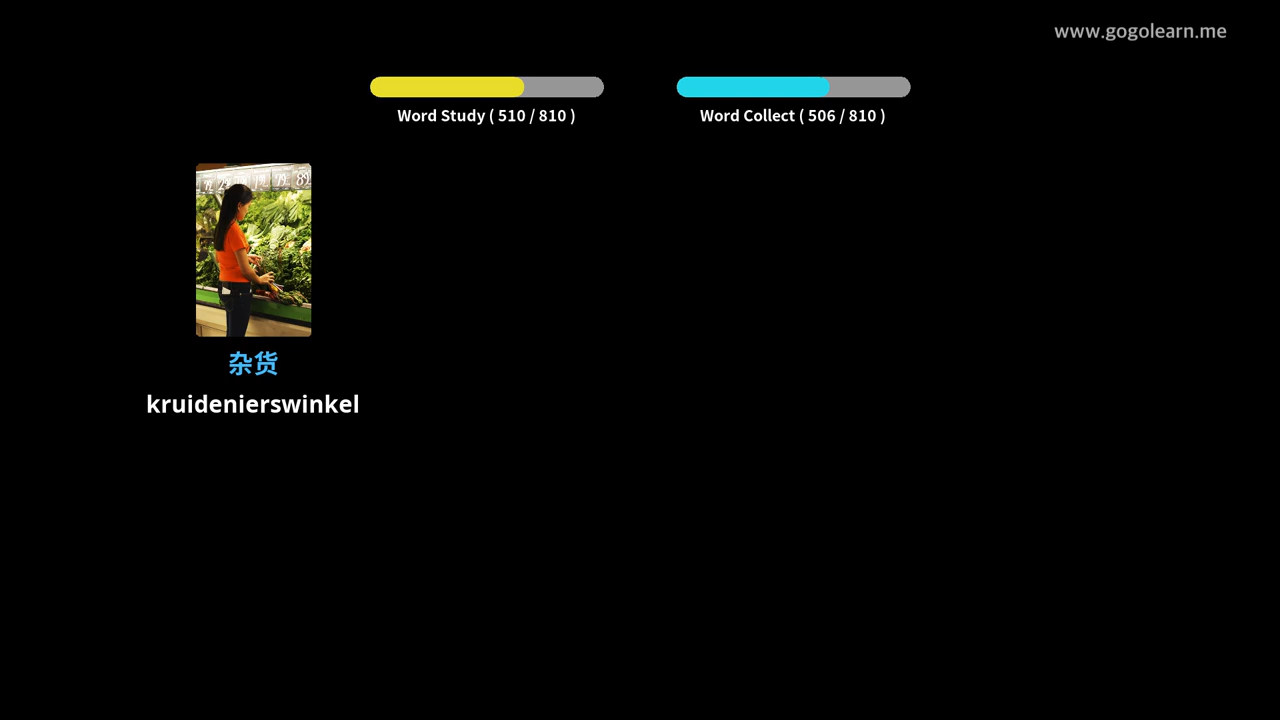 www.gogolearn.me
Word Study ( 510 / 810 )
Word Collect ( 506 / 810 )
杂货
kruidenierswinkel